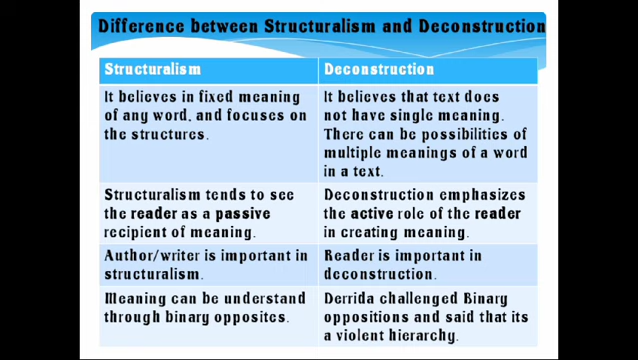 Difference between Structuralism and Deconstruction
Structuralism
Deconstruction
It believes in fixed meaning
of any word, and focuses on
the structures.
It believes that text does
not have single meaning.
There can be possibilities of
multiple meanings of a word
in a text.
Structuralism tends to see
the reader as a passive
recipient of meaning.
Deconstruction emphasizes
the active role of the reader
in creating meaning.
Author/writer is important in
structuralism.
Reader is important in
deconstruction.
Meaning can be understand
through binary opposites.
Derrida challenged Binary
oppositions and said that its
a violent hierarchy.